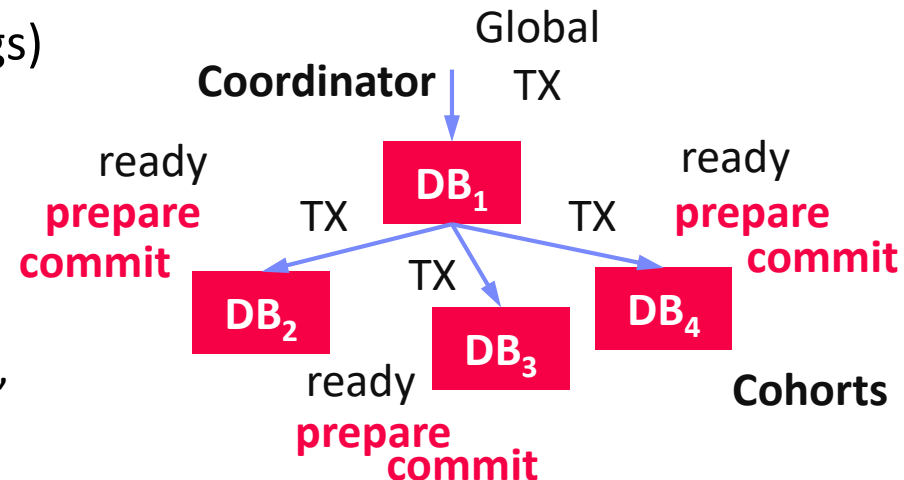 gs)
Global
TX
Coordinator
DB1
ready
prepare
commit
TX
TX
TX
ready
prepare
commit
DB2
DB3
DB4
,
ready
prepare
commit
Cohorts